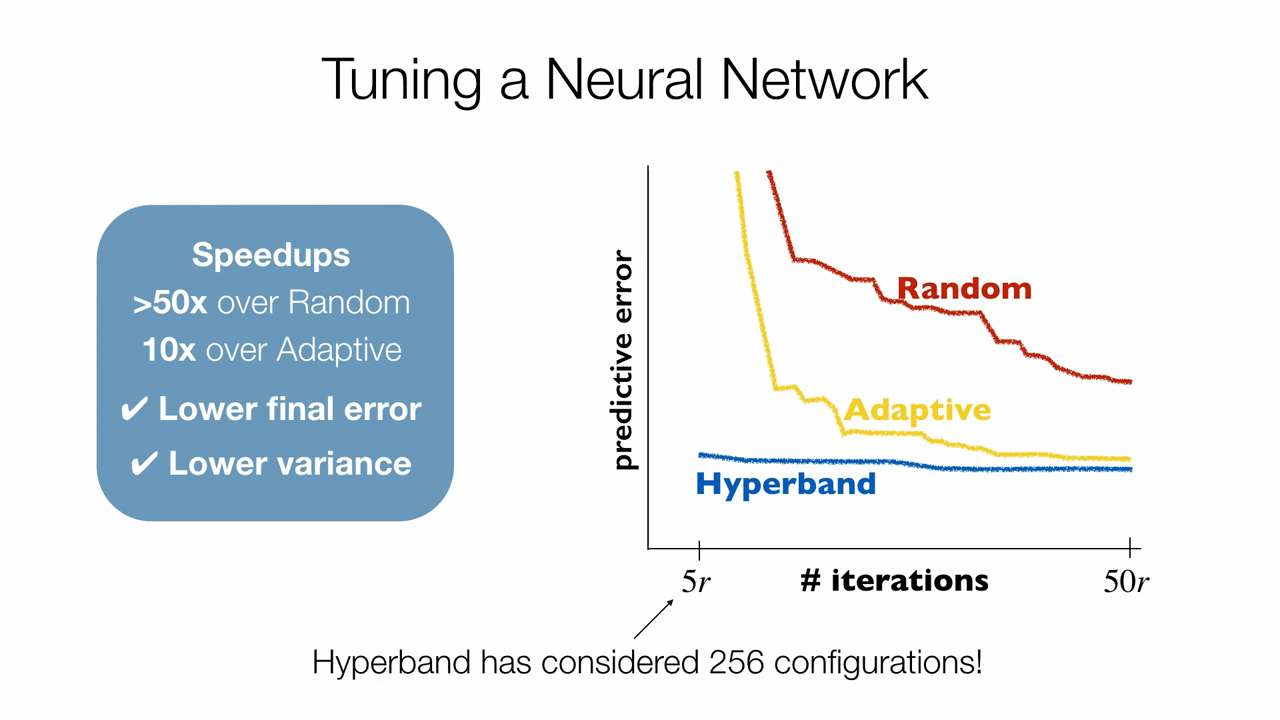 Tuning a Neural Network
Speedups
>50x over Random
10x over Adaptive
✔ Lower final error
✔ Lower variance
predictive error
Random
Adaptive
Hyperband
5r
# iterations
50r
Hyperband has considered 256 configurations!